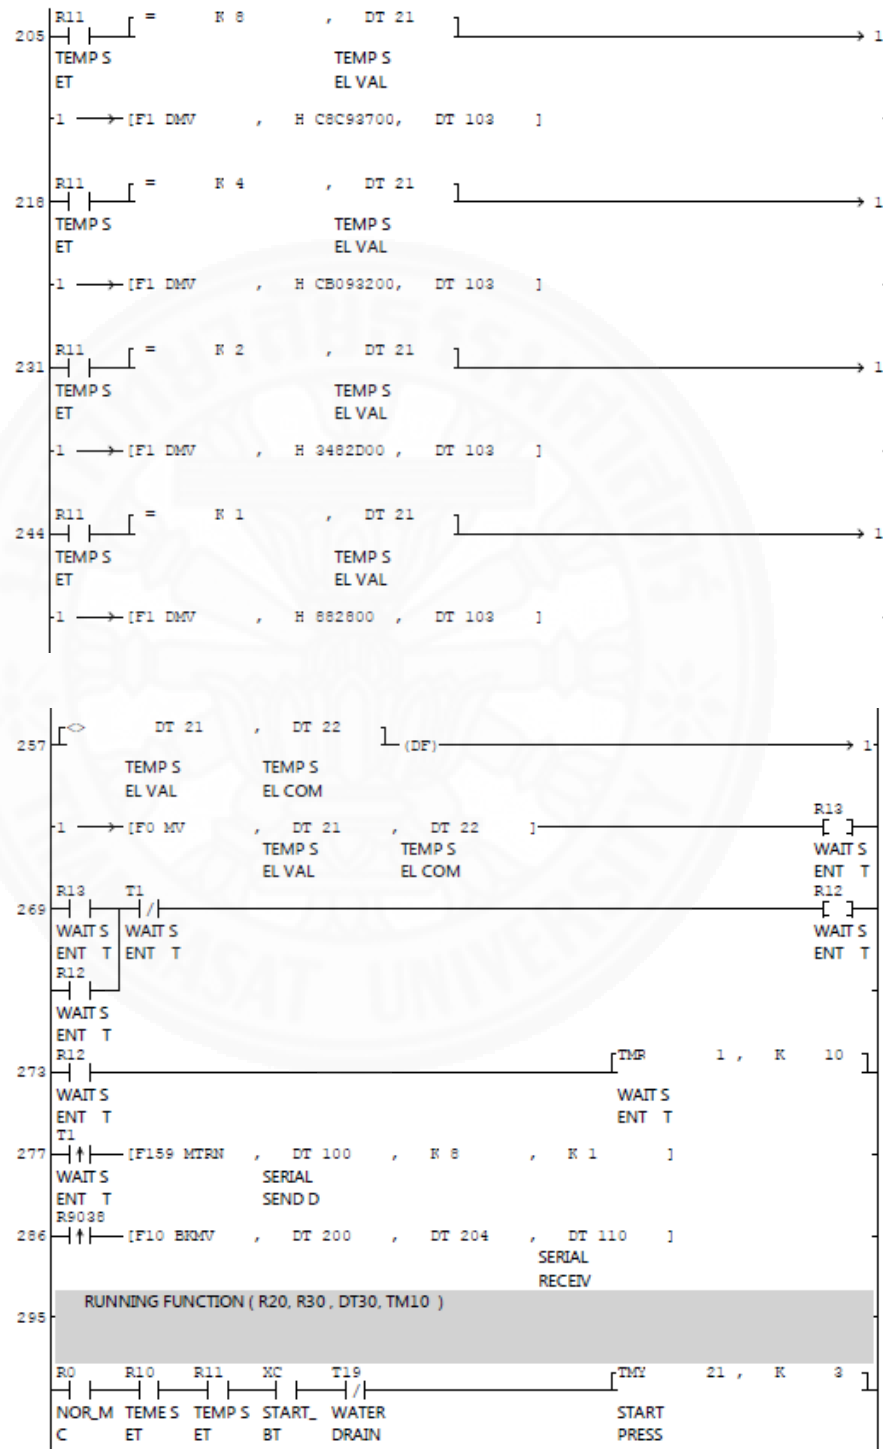 R11
= K 8 , DT 21
205 1
TEMP S TEMP S
ET EL VAL
1 [F1 DMV , H C8C93700, DT 103 ]
R11
= K 4 , DT 21
218 1
TEMP S TEMP S
ET EL VAL
1 [F1 DMV , H CB093200, DT 103 ]
R11
= K 2 , DT 21
231 1
TEMP S TEMP S
ET EL VAL
1 [F1 DMV , H 3482D00 , DT 103 ]
R11
= K 1 , DT 21
244 1
TEMP S TEMP S
ET EL VAL
1 [F1 DMV , H 882800 , DT 103 ]
<> DT 21 , DT 22
257 (DF) 1
TEMP S TEMP S
EL VAL EL COM
R13
1 [F0 MV , DT 21 , DT 22 ]
TEMP S TEMP S WAIT S
EL VAL EL COM ENT T
R13 T1 R12
269
WAIT S WAIT S WAIT S
ENT T ENT T ENT T
R12
WAIT S
ENT T
R12 TMR 1 , K 10
273
WAIT S WAIT S
ENT T ENT T
T1
277 [F159 MTRN , DT 100 , K 8 , K 1 ]
WAIT S SERIAL
ENT T SEND D
R9038
286 [F10 BKMV , DT 200 , DT 204 , DT 110 ]
SERIAL
RECEIV
RUNNING FUNCTION ( R20, R30 , DT30, TM10 )
295
R0 R10 R11 XC T19 TMY 21 , K 3
NOR_M TEME S TEMP S START_ WATER START
C ET ET BT DRAIN PRESS